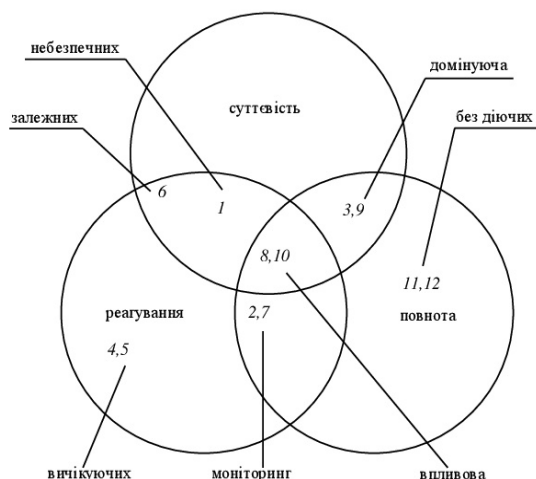 небезпечних
домінуюча
суттєвість
залежних
без діючих
6
1
3,9
8,10
11,12
реагування
2,7
повнота
4,5
вичікуючих
моніторинг
впливова